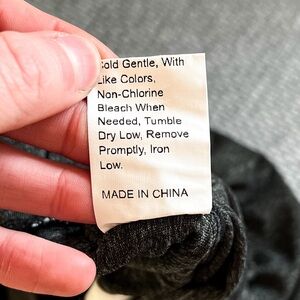 Cold Gentle, With
Like Colors,
Non-Chlorine
Bleach When
Needed, Tumble
Dry Low, Remove
Promptly, Iron
Low.
MADE IN CHINA